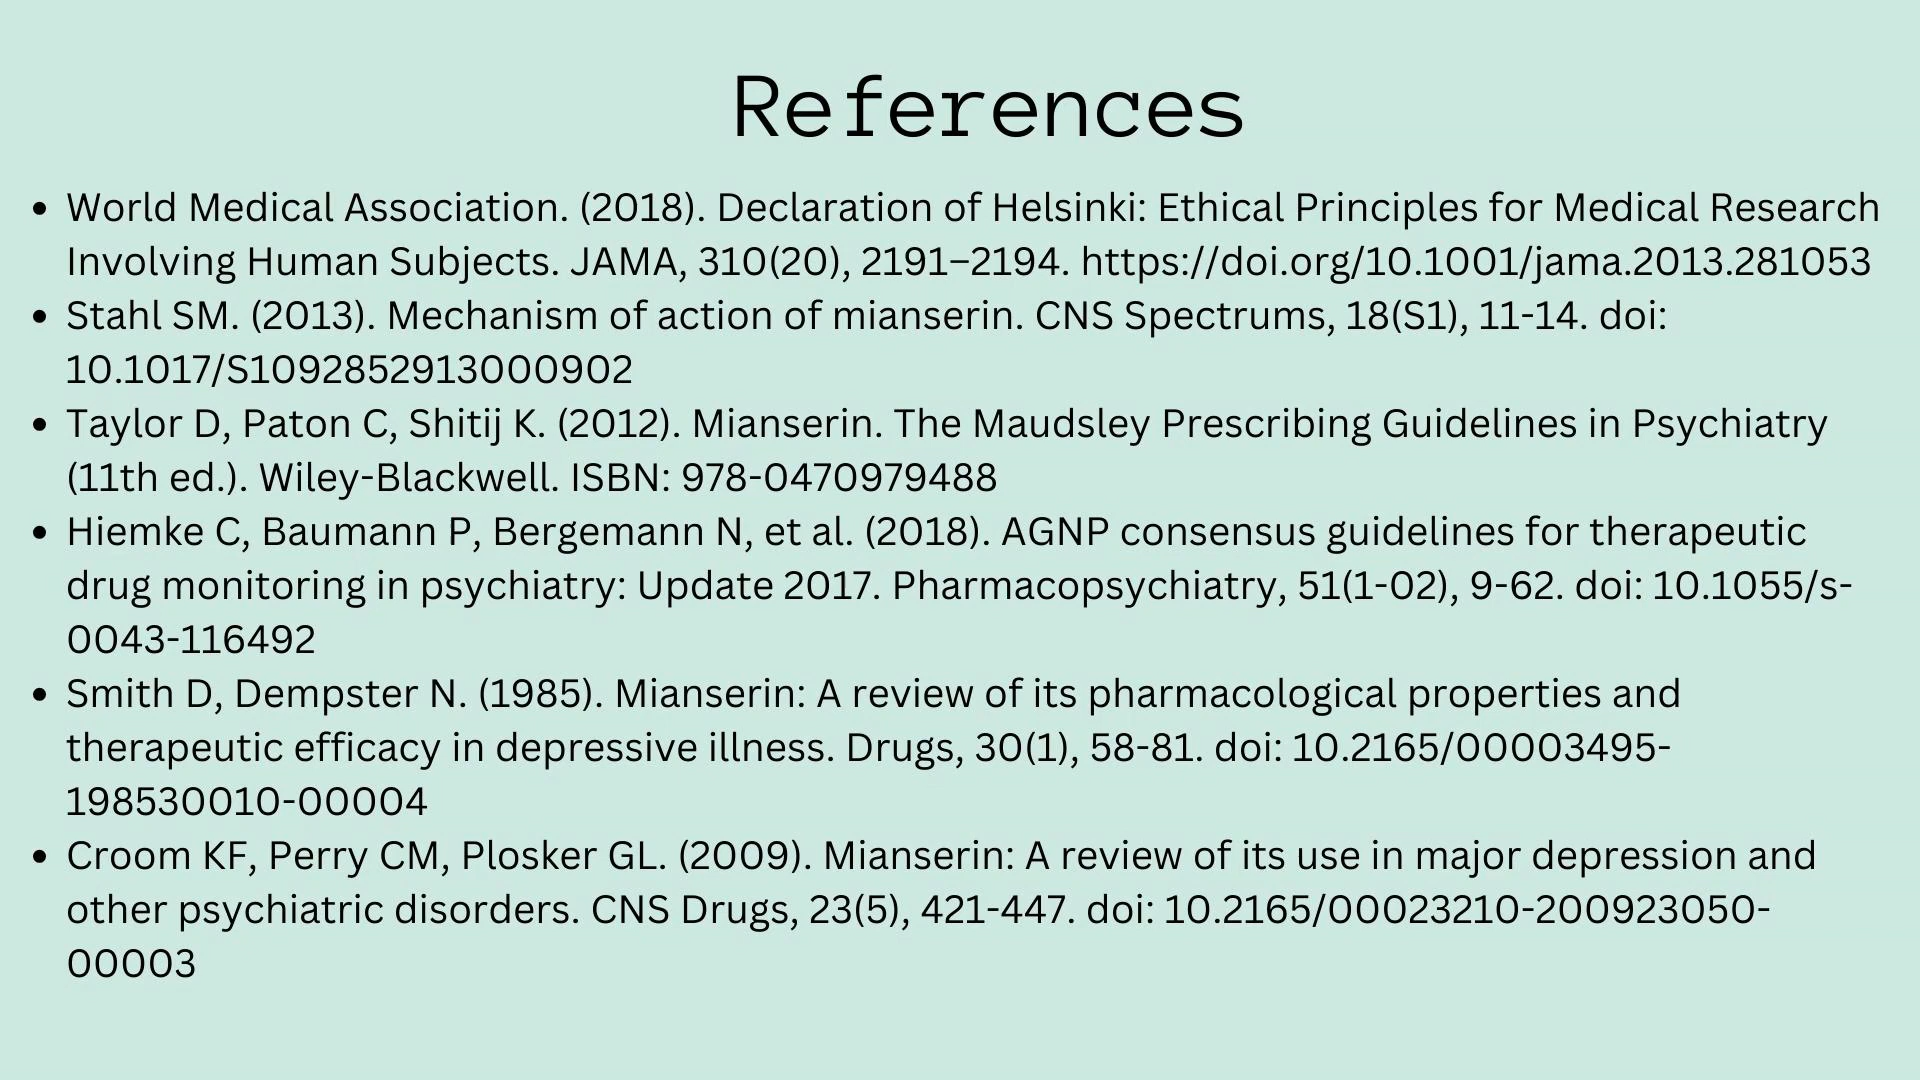 References
• World Medical Association. (2018). Declaration of Helsinki: Ethical Principles for Medical Research
Involving Human Subjects. JAMA, 310(20), 2191–2194. https://doi.org/10.1001/jama.2013.281053
• Stahl SM. (2013). Mechanism of action of mianserin. CNS Spectrums, 18(S1), 11-14. doi:
10.1017/S1092852913000902
• Taylor D, Paton C, Shitij K. (2012). Mianserin. The Maudsley Prescribing Guidelines in Psychiatry
(11th ed.). Wiley-Blackwell. ISBN: 978-0470979488
• Hiemke C, Baumann P, Bergemann N, et al. (2018). AGNP consensus guidelines for therapeutic
drug monitoring in psychiatry: Update 2017. Pharmacopsychiatry, 51(1-02), 9-62. doi: 10.1055/s-
0043-116492
• Smith D, Dempster N. (1985). Mianserin: A review of its pharmacological properties and
therapeutic efficacy in depressive illness. Drugs, 30(1), 58-81. doi: 10.2165/00003495-
198530010-00004
• Croom KF, Perry CM, Plosker GL. (2009). Mianserin: A review of its use in major depression and
other psychiatric disorders. CNS Drugs, 23(5), 421-447. doi: 10.2165/00023210-200923050-
00003